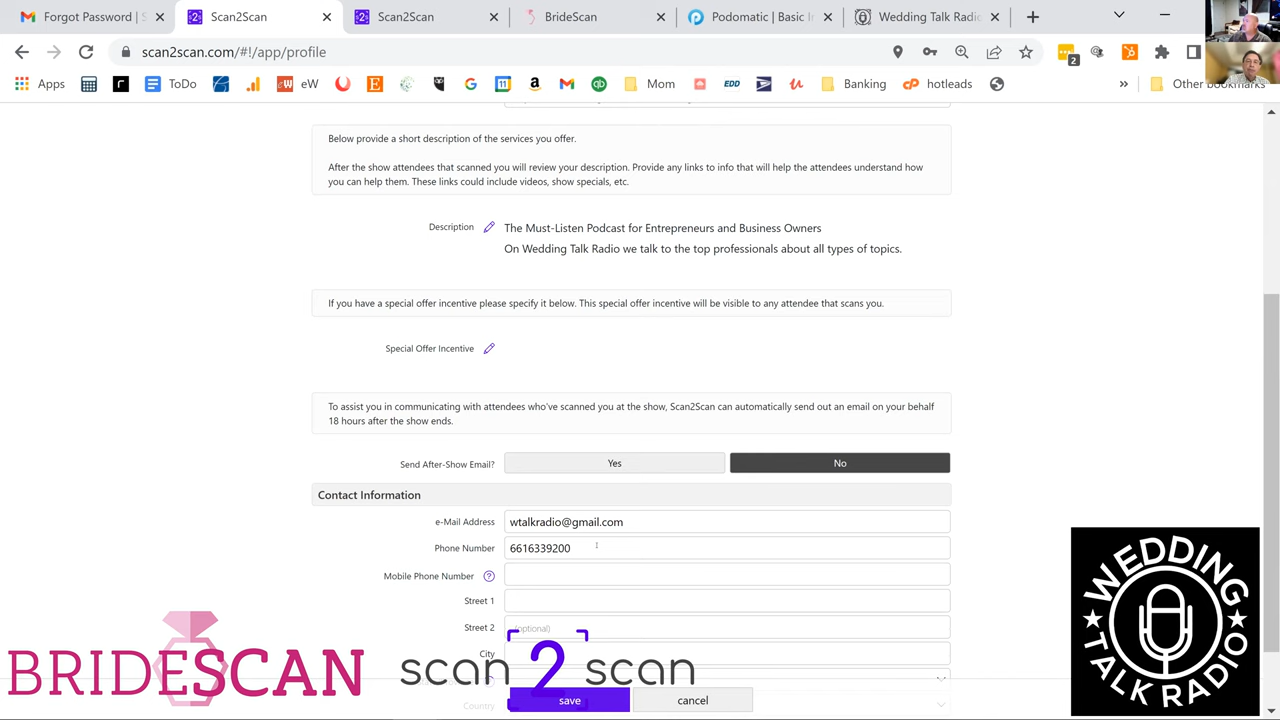 Forgot Password | S
Scan2Scan
Scan2Scan
BrideScan
Podomatic | Basic I
Wedding Talk Radio
scan2scan.com/#!/app/profile
2
Apps
ToDo
eW
EDD
Mom
Banking
hotleads
Other bookmarks
Below provide a short description of the services you offer.
After the show attendees that scanned you will review your description. Provide any links to info that will help the attendees understand how
you can help them. These links could include videos, show specials, etc.
Description
The Must-Listen Podcast for Entrepreneurs and Business Owners
On Wedding Talk Radio we talk to the top professionals about all types of topics.
If you have a special offer incentive please specify it below. This special offer incentive will be visible to any attendee that scans you.
Special Offer Incentive
To assist you in communicating with attendees who've scanned you at the show, Scan2Scan can automatically send out an email on your behalf
18 hours after the show ends.
Send After-Show Email?
Yes
No
Contact Information
e-Mail Address
wtalkradio@gmail.com
Phone Number
6616339200
Mobile Phone Number
Street 1
Street 2
(optional)
City
Country
save
cancel
BRIDESCAN
scan 2 scan
WEDDING
TALK RADIO